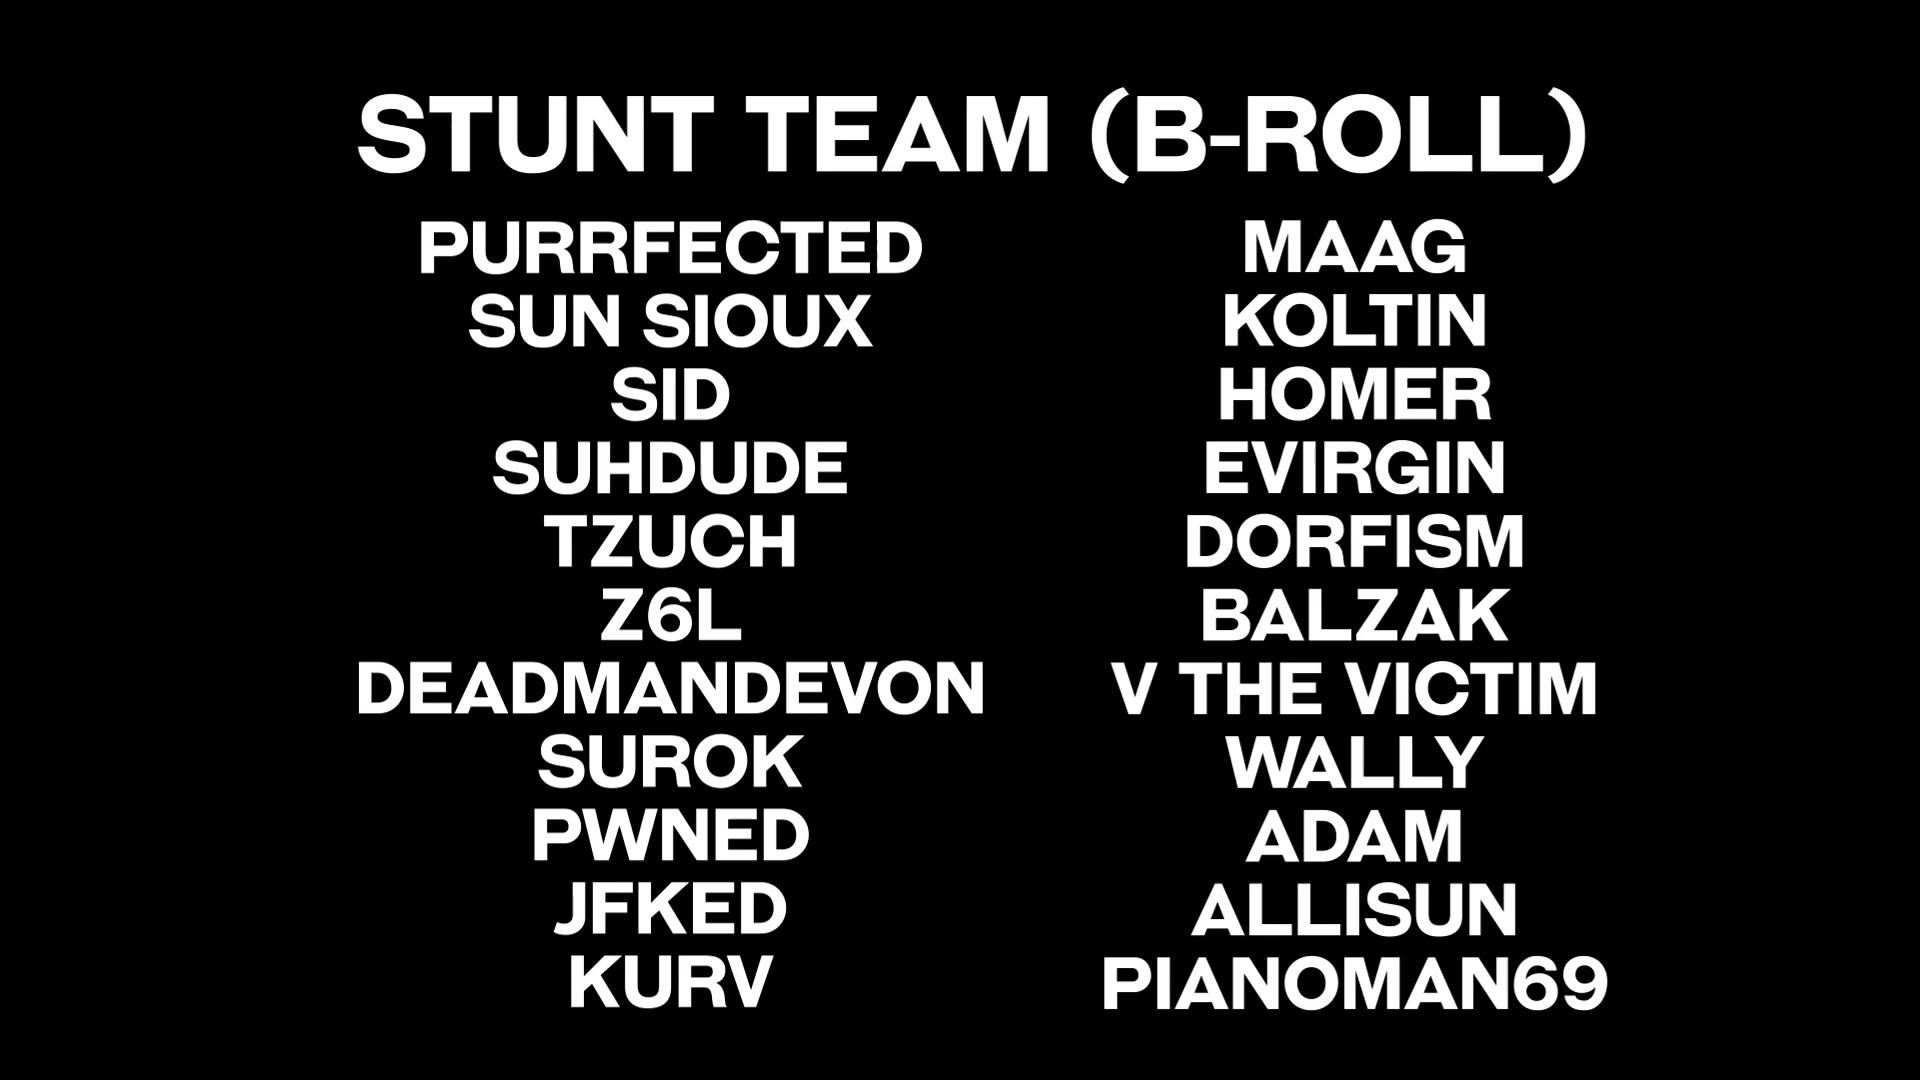 STUNT TEAM (B-ROLL)
PURRFECTED
SUN SIOUX
SID
SUHDUDE
TZUCH
Z6L
DEADMANDEVON
SUROK
PWNED
JFKED
KURV
MAAG
KOLTIN
HOMER
EVIRGIN
DORFISM
BALZAK
V THE VICTIM
WALLY
ADAM
ALLISUN
PIANOMAN69